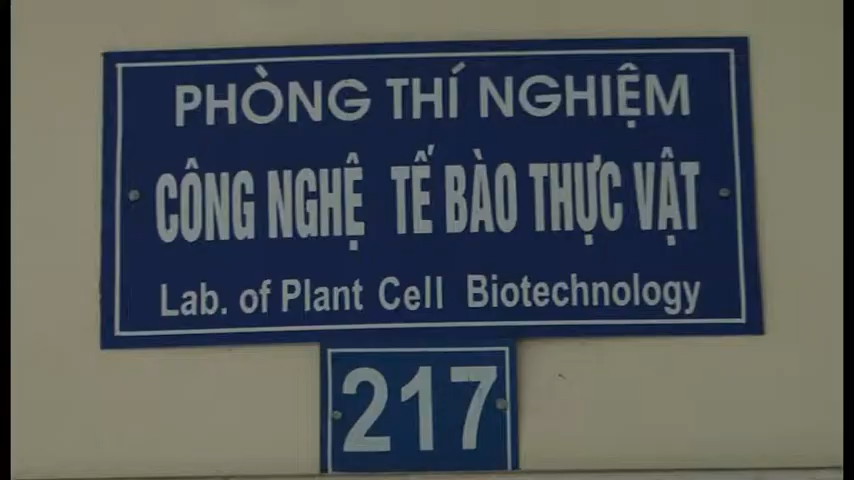 PHÒNG THÍ NGHIỆM
CÔNG NGHỆ TẾ BÀO THỰC VẬT
Lab. of Plant Cell Biotechnology
217